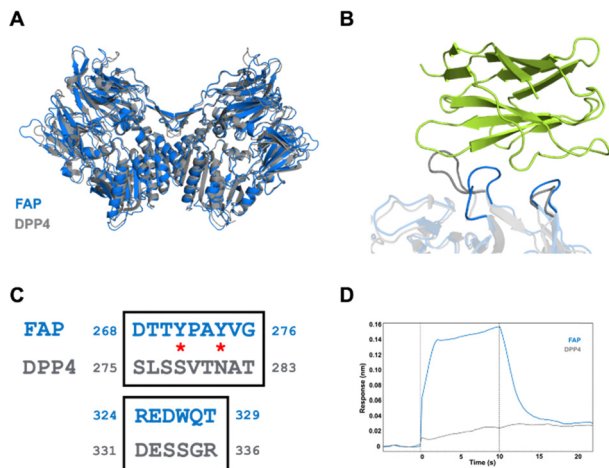 A
B
FAP
DPP4
C
FAP 268 DTTYPAYVG 276
* *
DPP4 275 SLSSVTNAT 283
324 REDWQT 329
331 DESSGR 336
D
FAP
DPP4
Response (nm)
0.16
0.14
0.12
0.10
0.08
0.06
0.04
0.02
0
0 5 10 15 20
Time (s)